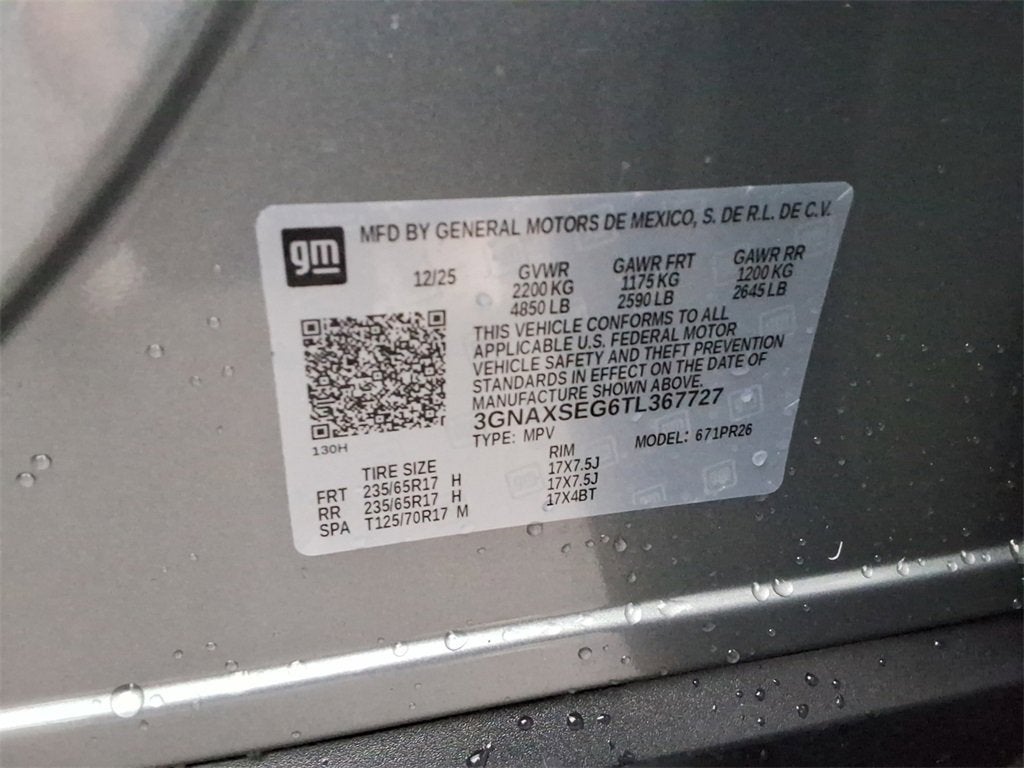 gm
MFD BY GENERAL MOTORS DE MEXICO, S. DE R.L. DE C.V.
12/25 GVWR GAWR FRT GAWR RR
2200 KG 1175 KG 1200 KG
4850 LB 2590 LB 2645 LB
THIS VEHICLE CONFORMS TO ALL
APPLICABLE U.S. FEDERAL MOTOR
VEHICLE SAFETY AND THEFT PREVENTION
STANDARDS IN EFFECT ON THE DATE OF
MANUFACTURE SHOWN ABOVE.
3GNAXSEG6TL367727
TYPE: MPV MODEL: 671PR26
130H
TIRE SIZE RIM
FRT 235/65R17 H 17X7.5J
RR 235/65R17 H 17X7.5J
SPA T125/70R17 M 17X4BT